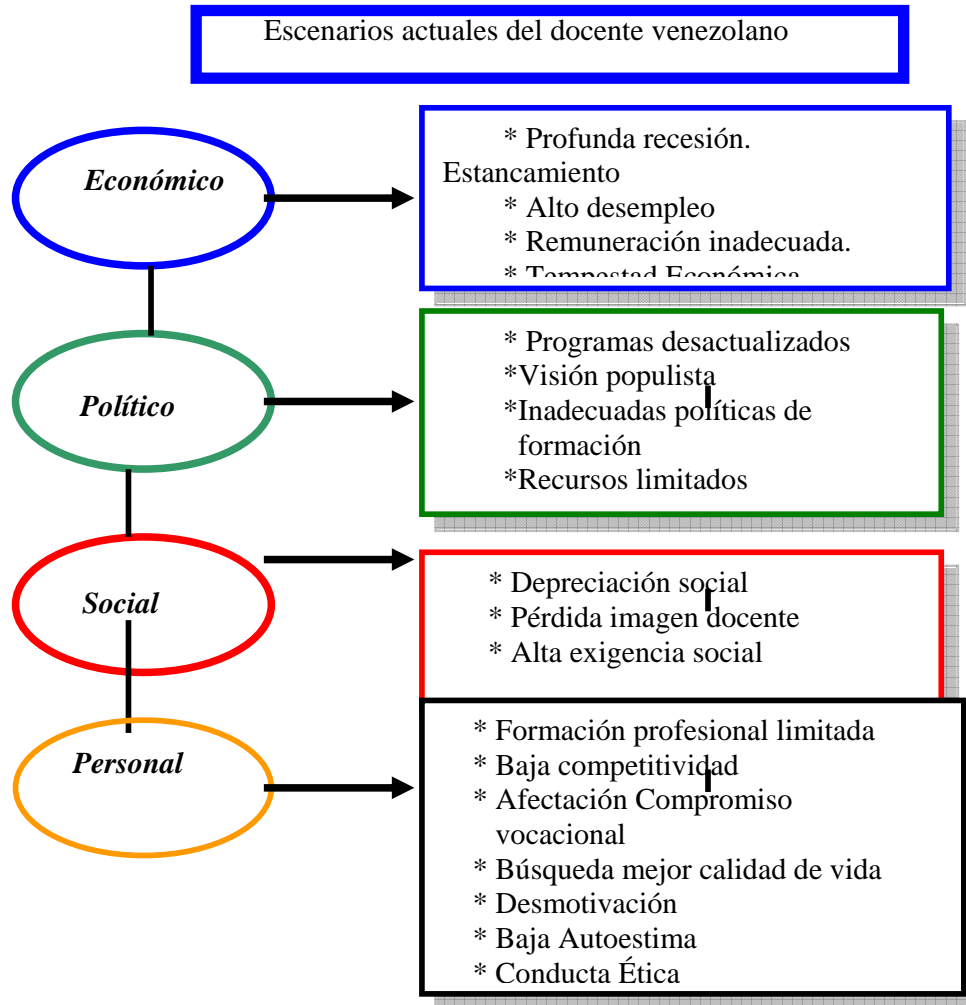 Escenarios actuales del docente venezolano
Económico
* Profunda recesión.
Estancamiento
* Alto desempleo
* Remuneración inadecuada.
* Tempestad Económica
Político
* Programas desactualizados
*Visión populista
*Inadecuadas políticas de
formación
*Recursos limitados
Social
* Depreciación social
* Pérdida imagen docente
* Alta exigencia social
Personal
* Formación profesional limitada
* Baja competitividad
* Afectación Compromiso
vocacional
* Búsqueda mejor calidad de vida
* Desmotivación
* Baja Autoestima
* Conducta Ética